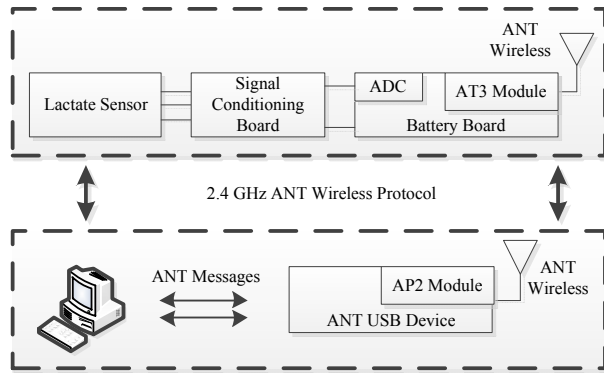 ANT
Wireless
Lactate Sensor
Signal
Conditioning
Board
ADC
AT3 Module
Battery Board
2.4 GHz ANT Wireless Protocol
ANT Messages
AP2 Module
ANT USB Device
ANT
Wireless